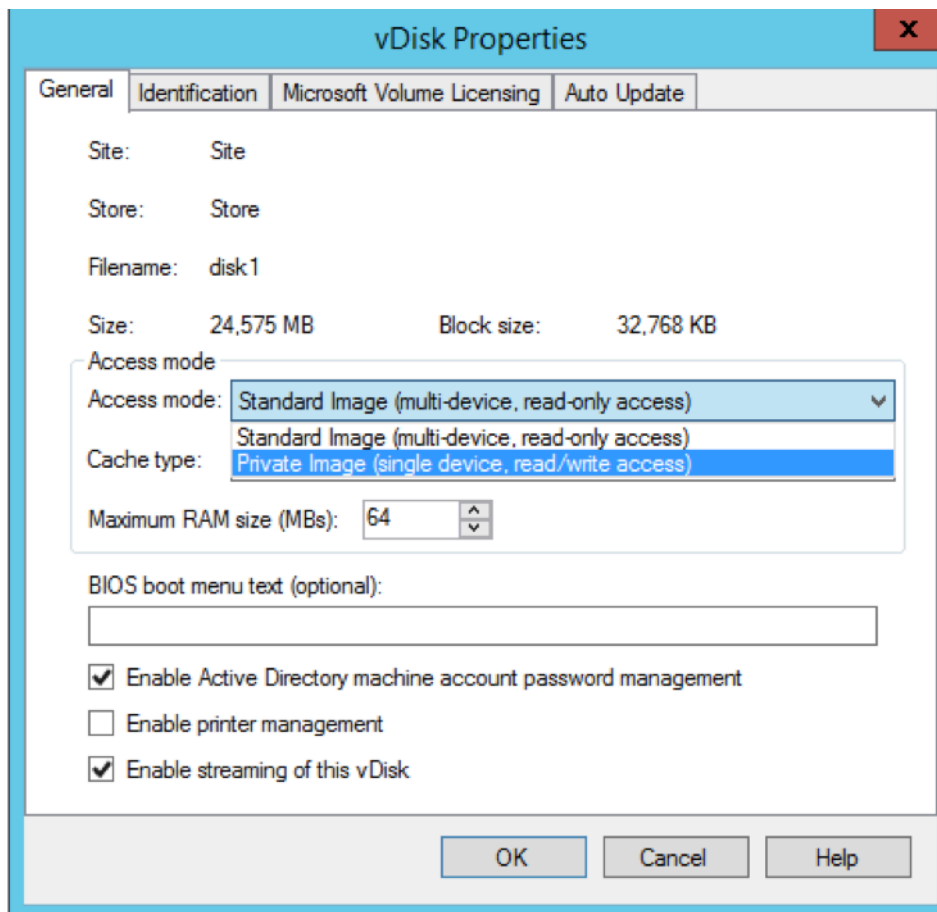 vDisk Properties
x
General Identification Microsoft Volume Licensing Auto Update
Site: Site
Store: Store
Filename: disk1
Size: 24,575 MB Block size: 32,768 KB
Access mode
Access mode: Standard Image (multi-device, read-only access)
Standard Image (multi-device, read-only access)
Cache type: Private Image (single device, read/write access)
Maximum RAM size (MBs): 64
BIOS boot menu text (optional):
Enable Active Directory machine account password management
Enable printer management
Enable streaming of this vDisk
OK Cancel Help